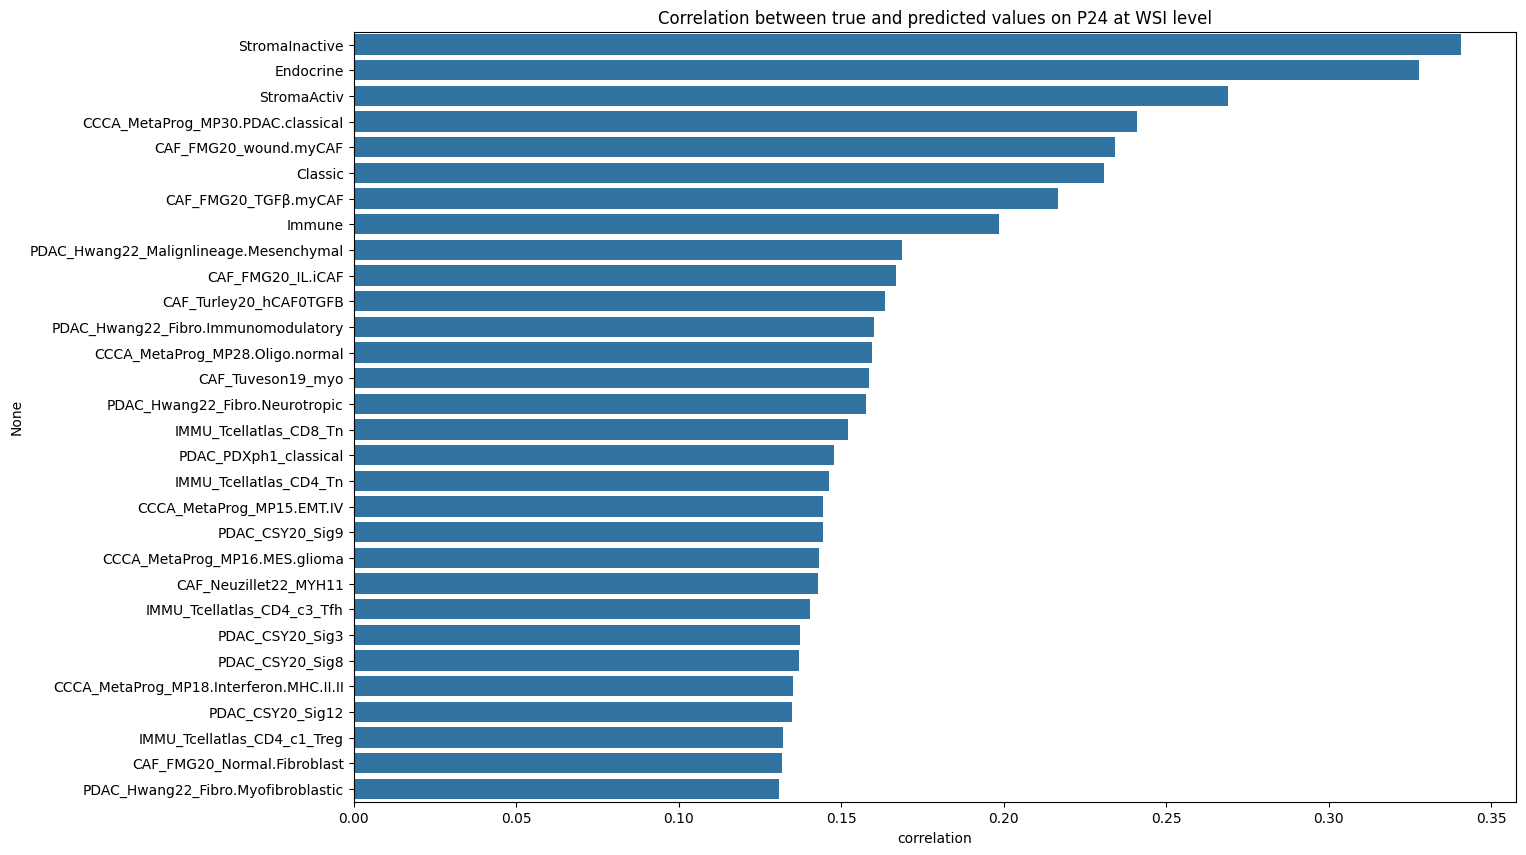 Correlation between true and predicted values on P24 at WSI level
StromaInactive
Endocrine
StromaActiv
CCCA_MetaProg_MP30.PDAC.classical
CAF_FMG20_wound.myCAF
Classic
CAF_FMG20_TGFβ.myCAF
Immune
PDAC_Hwang22_Malignlineage.Mesenchymal
CAF_FMG20_IL.iCAF
CAF_Turley20_hCAF0TGFB
PDAC_Hwang22_Fibro.Immunomodulatory
CCCA_MetaProg_MP28.Oligo.normal
CAF_Tuveson19_myo
PDAC_Hwang22_Fibro.Neurotropic
IMMU_Tcellatlas_CD8_Tn
PDAC_PDXph1_classical
IMMU_Tcellatlas_CD4_Tn
CCCA_MetaProg_MP15.EMT.IV
PDAC_CSY20_Sig9
CCCA_MetaProg_MP16.MES.glioma
CAF_Neuzillet22_MYH11
IMMU_Tcellatlas_CD4_c3_Tfh
PDAC_CSY20_Sig3
PDAC_CSY20_Sig8
CCCA_MetaProg_MP18.Interferon.MHC.II.II
PDAC_CSY20_Sig12
IMMU_Tcellatlas_CD4_c1_Treg
CAF_FMG20_Normal.Fibroblast
PDAC_Hwang22_Fibro.Myofibroblastic
None
0.00 0.05 0.10 0.15 0.20 0.25 0.30 0.35
correlation